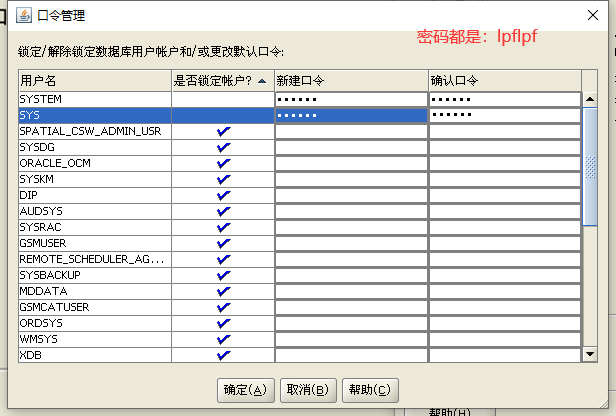 口令管理
密码都是：lpflpf
锁定/解除锁定数据库用户帐户和/或更改默认口令:
用户名 是否锁定帐户? 新建口令 确认口令
SYSTEM •••••• ••••••
SYS •••••• ••••••
SPATIAL_CSW_ADMIN_USR
SYSDG
ORACLE_OCM
SYSKM
DIP
AUDSYS
SYSRAC
GSMUSER
REMOTE_SCHEDULER_AG...
SYSBACKUP
MDDATA
GSMCATUSER
ORDSYS
WMSYS
XDB
确定(A) 取消(B) 帮助(C)
帮助(H)